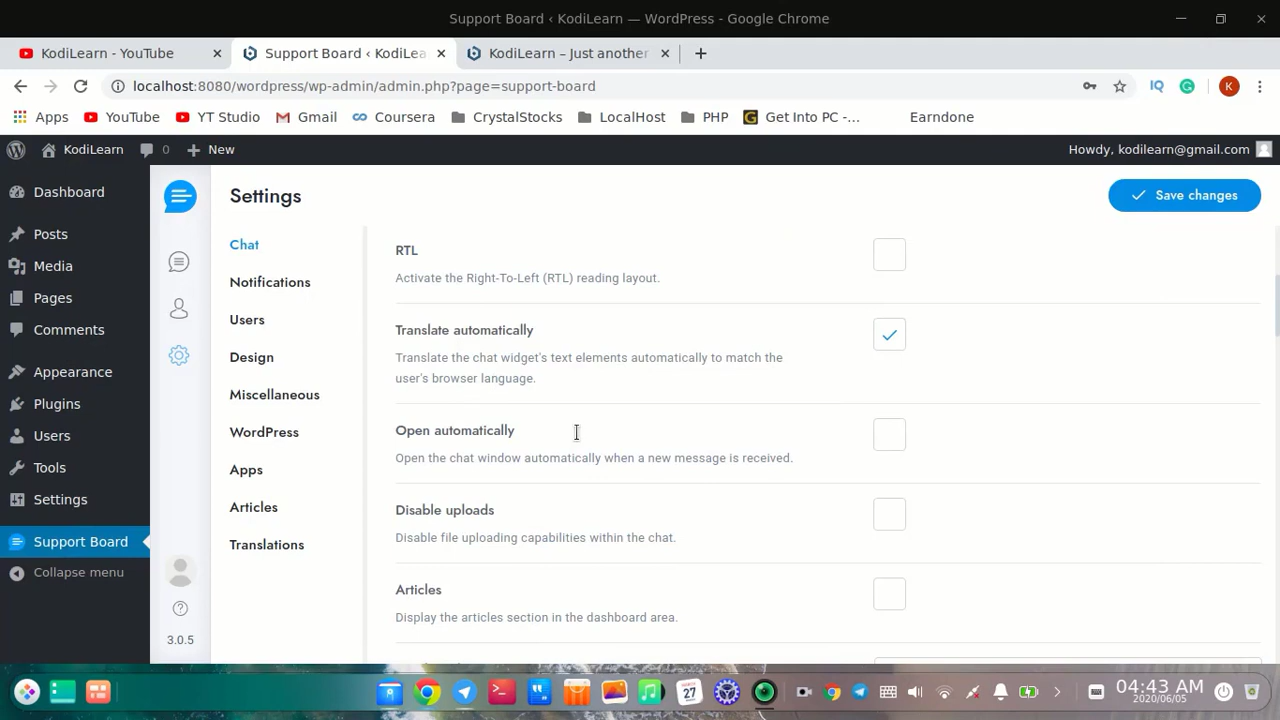 Support Board ‹ KodiLearn — WordPress - Google Chrome
KodiLearn - YouTube
Support Board ‹ KodiLea
KodiLearn – Just another
localhost:8080/wordpress/wp-admin/admin.php?page=support-board
IQ
K
Apps
YouTube
YT Studio
Gmail
Coursera
CrystalStocks
LocalHost
PHP
Get Into PC -...
Earndone
KodiLearn
0
New
Howdy, kodilearn@gmail.com
Dashboard
Posts
Media
Pages
Comments
Appearance
Plugins
Users
Tools
Settings
Support Board
Collapse menu
3.0.5
Settings
Save changes
Chat
Notifications
Users
Design
Miscellaneous
WordPress
Apps
Articles
Translations
RTL
Activate the Right-To-Left (RTL) reading layout.
Translate automatically
Translate the chat widget's text elements automatically to match the
user's browser language.
Open automatically
Open the chat window automatically when a new message is received.
Disable uploads
Disable file uploading capabilities within the chat.
Articles
Display the articles section in the dashboard area.
27
04:43 AM
2020/06/05